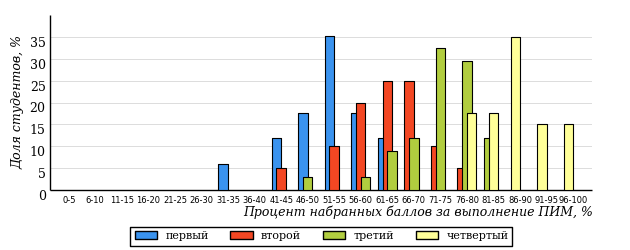 Доля студентов, %
35
30
25
20
15
10
5
0
0-5 6-10 11-15 16-20 21-25 26-30 31-35 36-40 41-45 46-50 51-55 56-60 61-65 66-70 71-75 76-80 81-85 86-90 91-95 96-100
Процент набранных баллов за выполнение ПИМ, %
первый второй третий четвертый